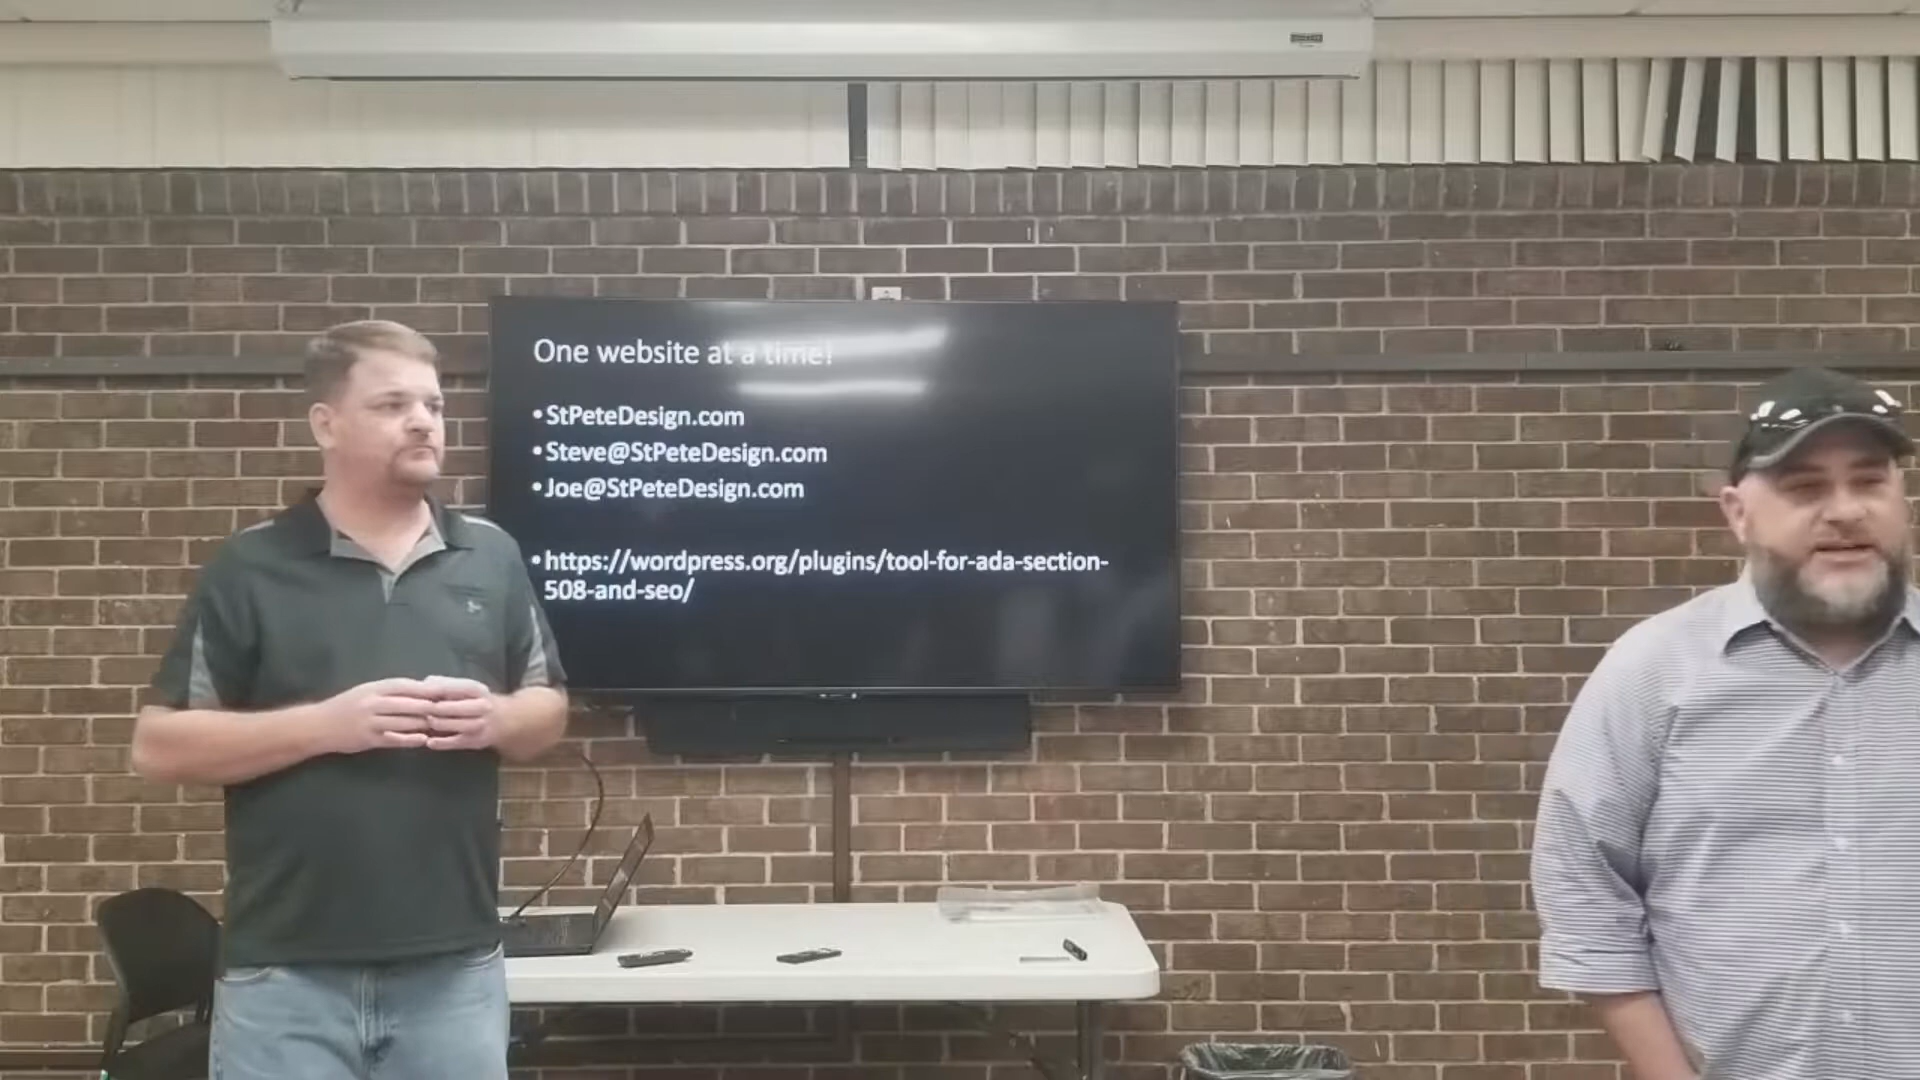 One website at a time!
• StPeteDesign.com
• Steve@StPeteDesign.com
• Joe@StPeteDesign.com
• https://wordpress.org/plugins/tool-for-ada-section-
508-and-seo/